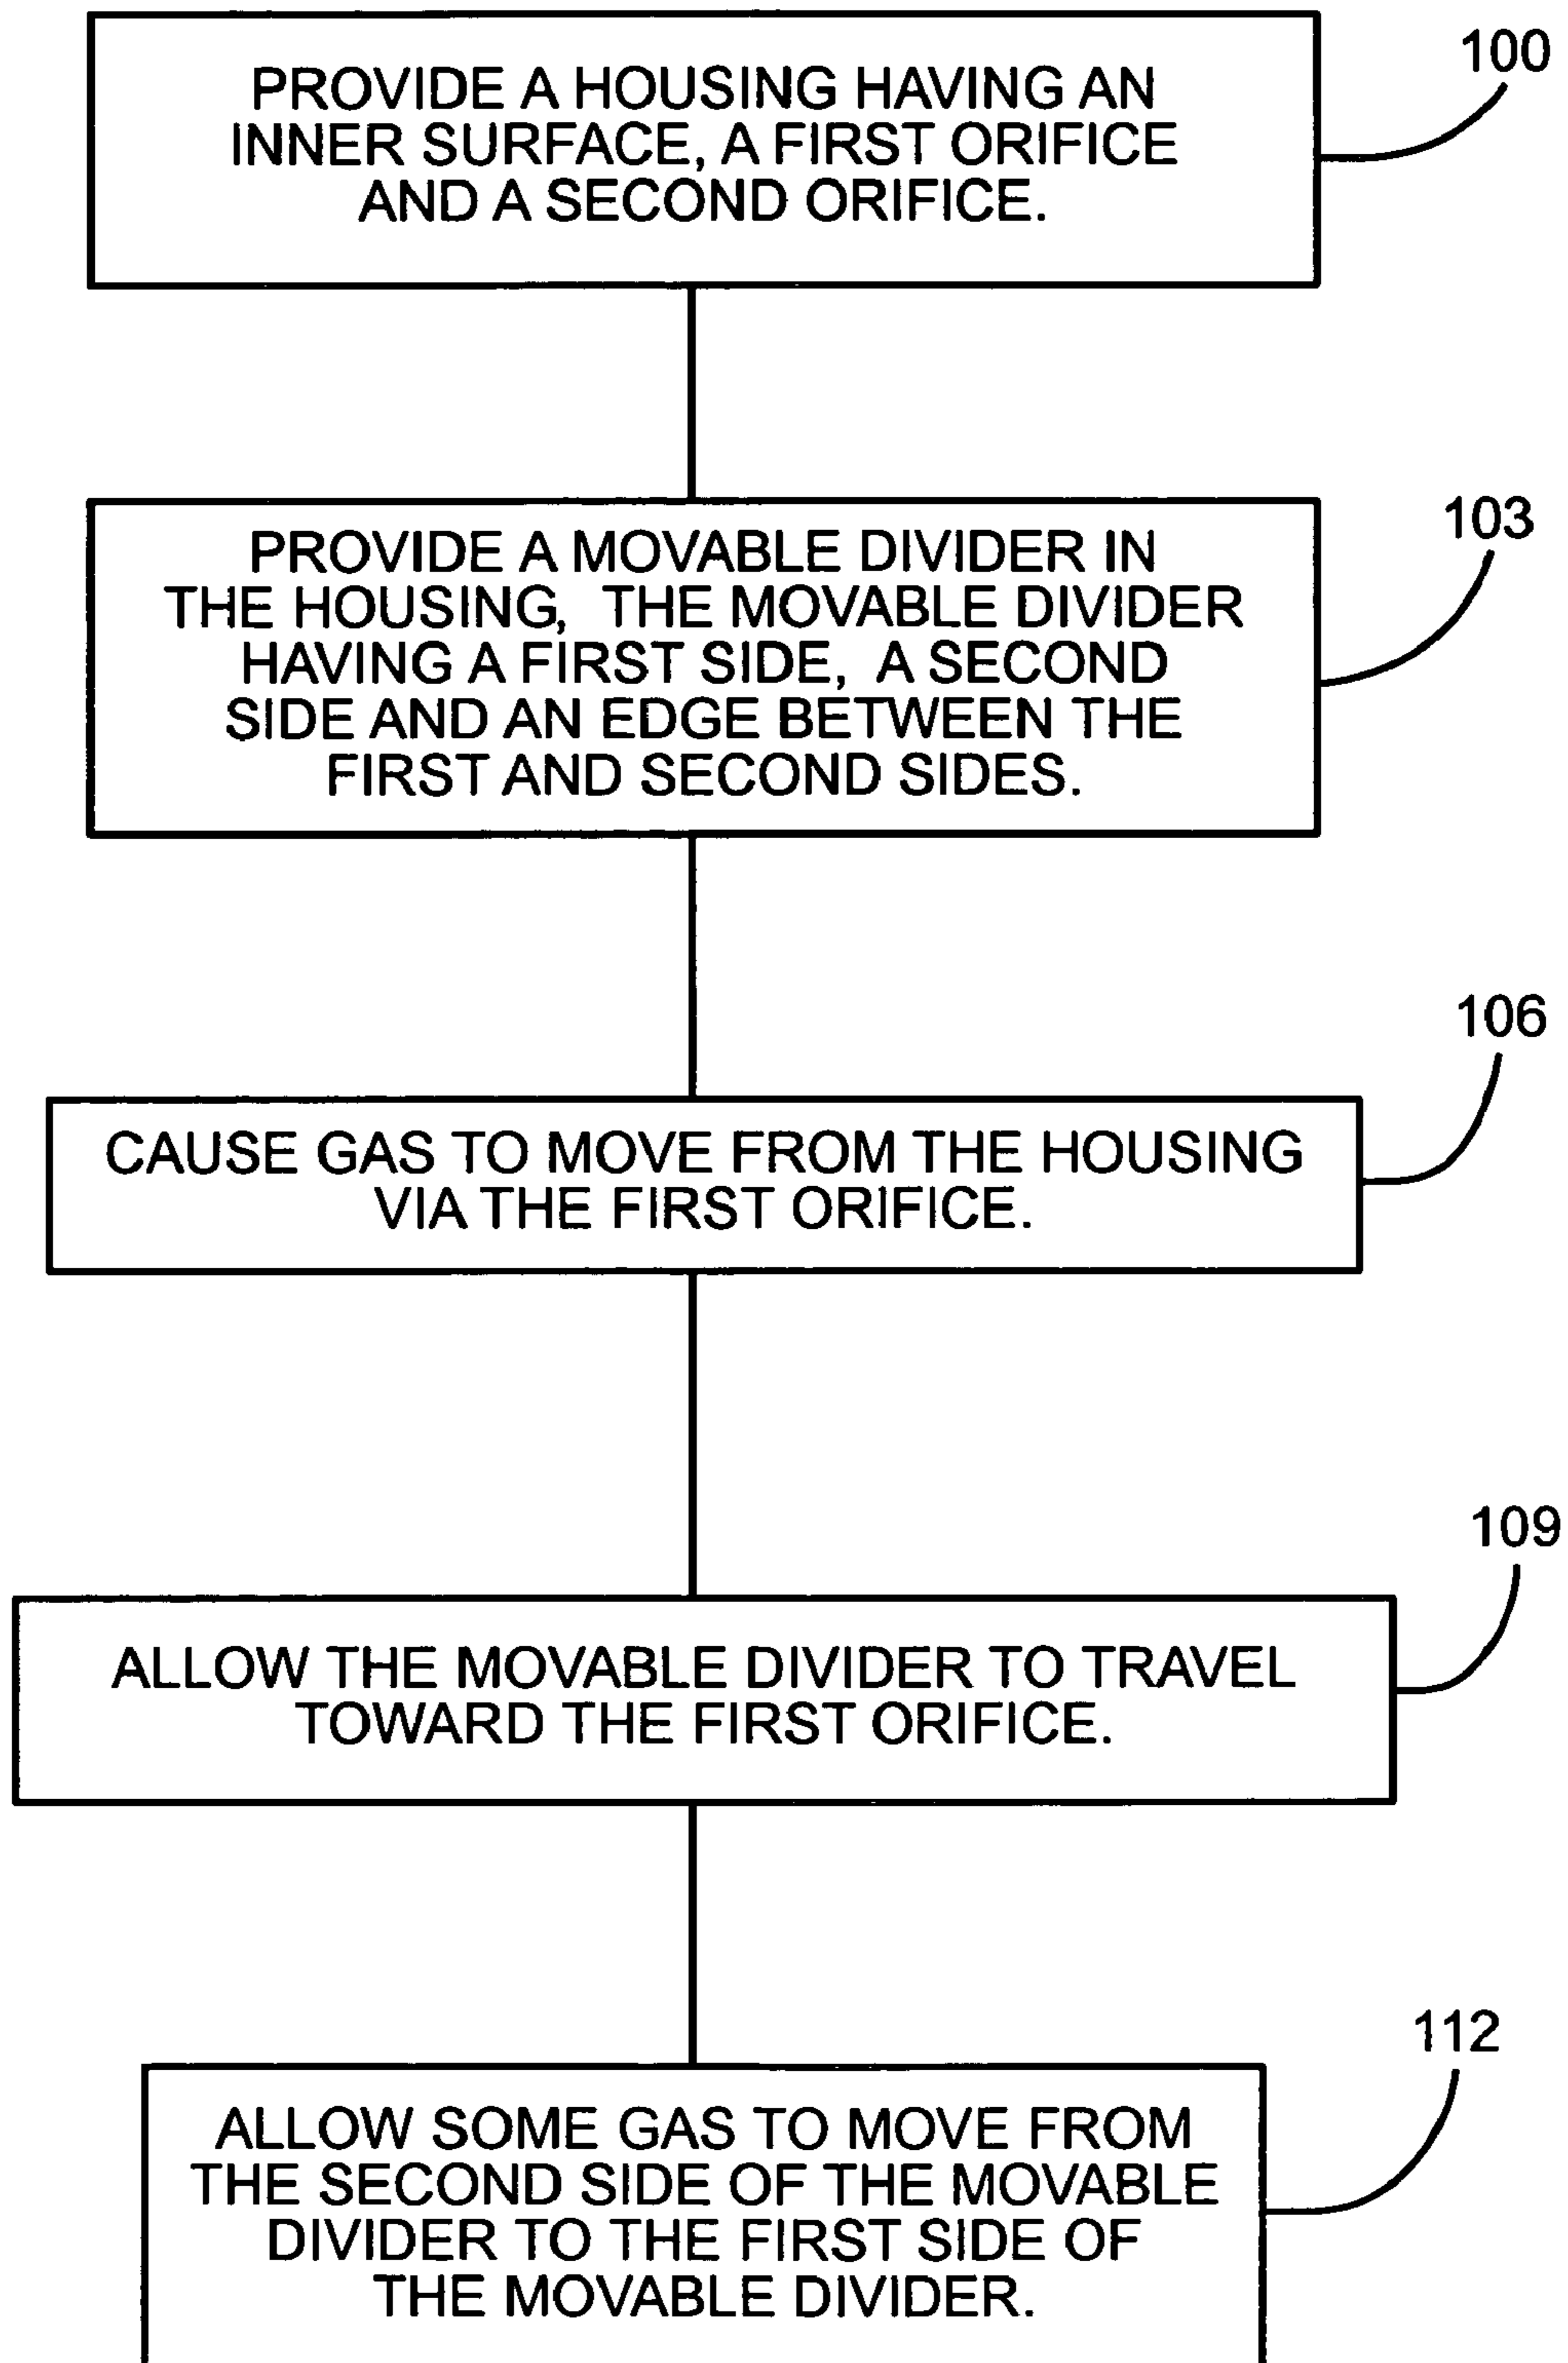 100
PROVIDE A HOUSING HAVING AN
INNER SURFACE, A FIRST ORIFICE
AND A SECOND ORIFICE.
103
PROVIDE A MOVABLE DIVIDER IN
THE HOUSING, THE MOVABLE DIVIDER
HAVING A FIRST SIDE, A SECOND
SIDE AND AN EDGE BETWEEN THE
FIRST AND SECOND SIDES.
106
CAUSE GAS TO MOVE FROM THE HOUSING
VIA THE FIRST ORIFICE.
109
ALLOW THE MOVABLE DIVIDER TO TRAVEL
TOWARD THE FIRST ORIFICE.
112
ALLOW SOME GAS TO MOVE FROM
THE SECOND SIDE OF THE MOVABLE
DIVIDER TO THE FIRST SIDE OF
THE MOVABLE DIVIDER.